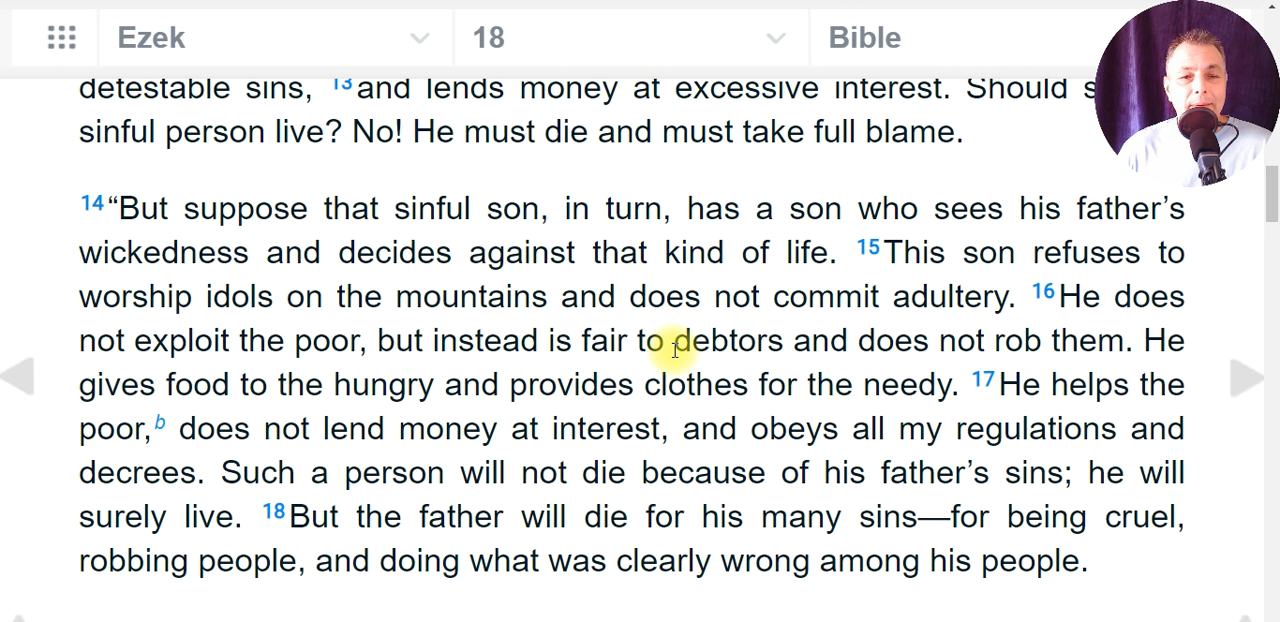 Ezek 18 Bible
detestable sins, 13 and lends money at excessive interest. Should s
sinful person live? No! He must die and must take full blame.
14 “But suppose that sinful son, in turn, has a son who sees his father’s
wickedness and decides against that kind of life. 15 This son refuses to
worship idols on the mountains and does not commit adultery. 16 He does
not exploit the poor, but instead is fair to debtors and does not rob them. He
gives food to the hungry and provides clothes for the needy. 17 He helps the
poor,b does not lend money at interest, and obeys all my regulations and
decrees. Such a person will not die because of his father’s sins; he will
surely live. 18 But the father will die for his many sins—for being cruel,
robbing people, and doing what was clearly wrong among his people.